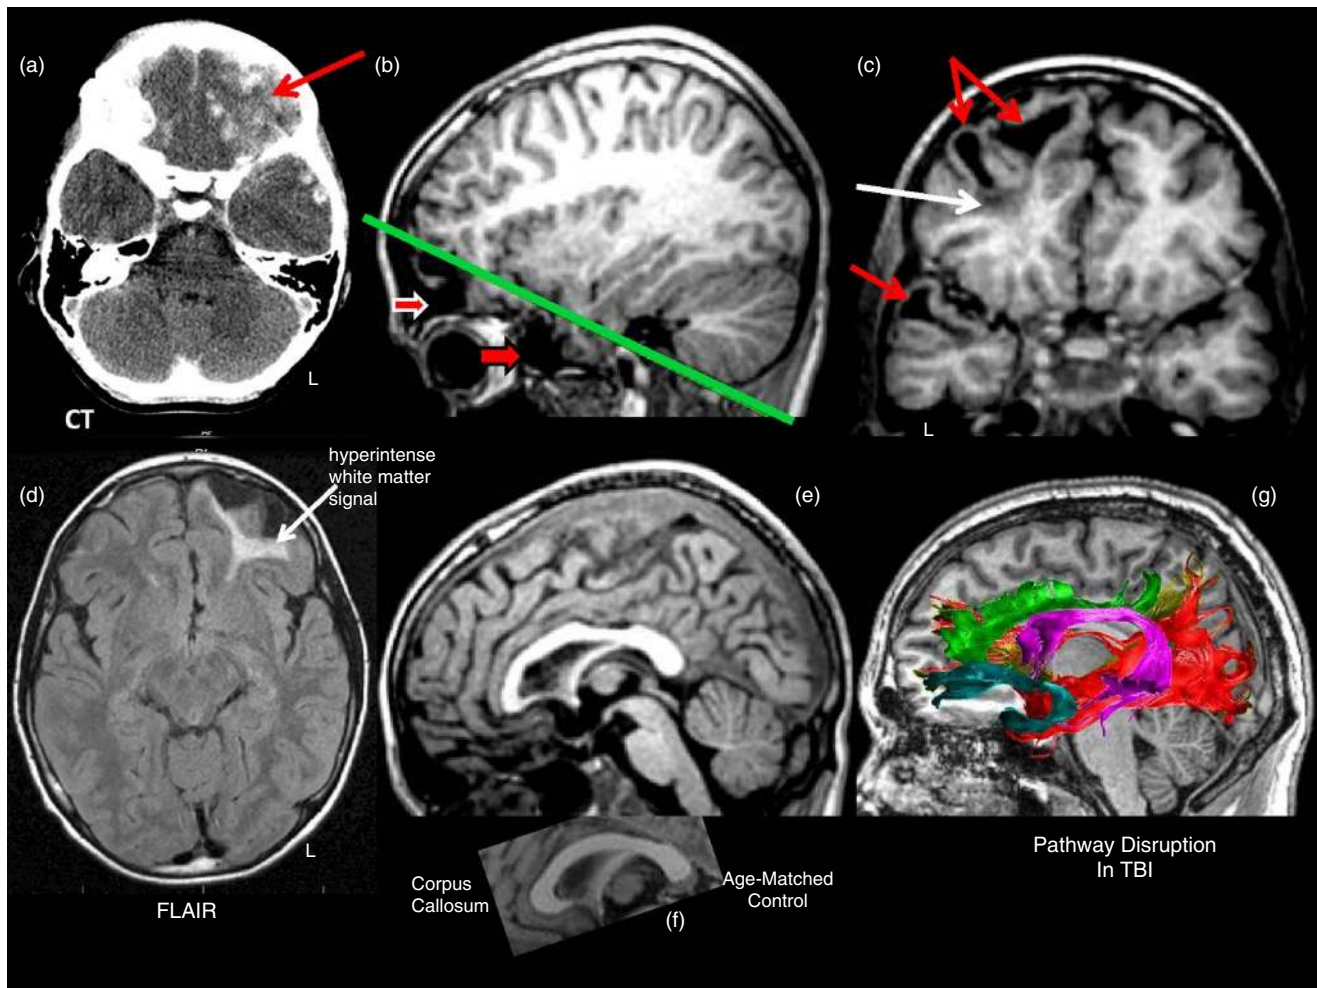 (a)
(b)
(c)
L
CT
L
hyperintense
white matter
signal
(d)
(e)
(g)
L
FLAIR
Corpus
Callosum
Age-Matched
Control
(f)
Pathway Disruption
In TBI